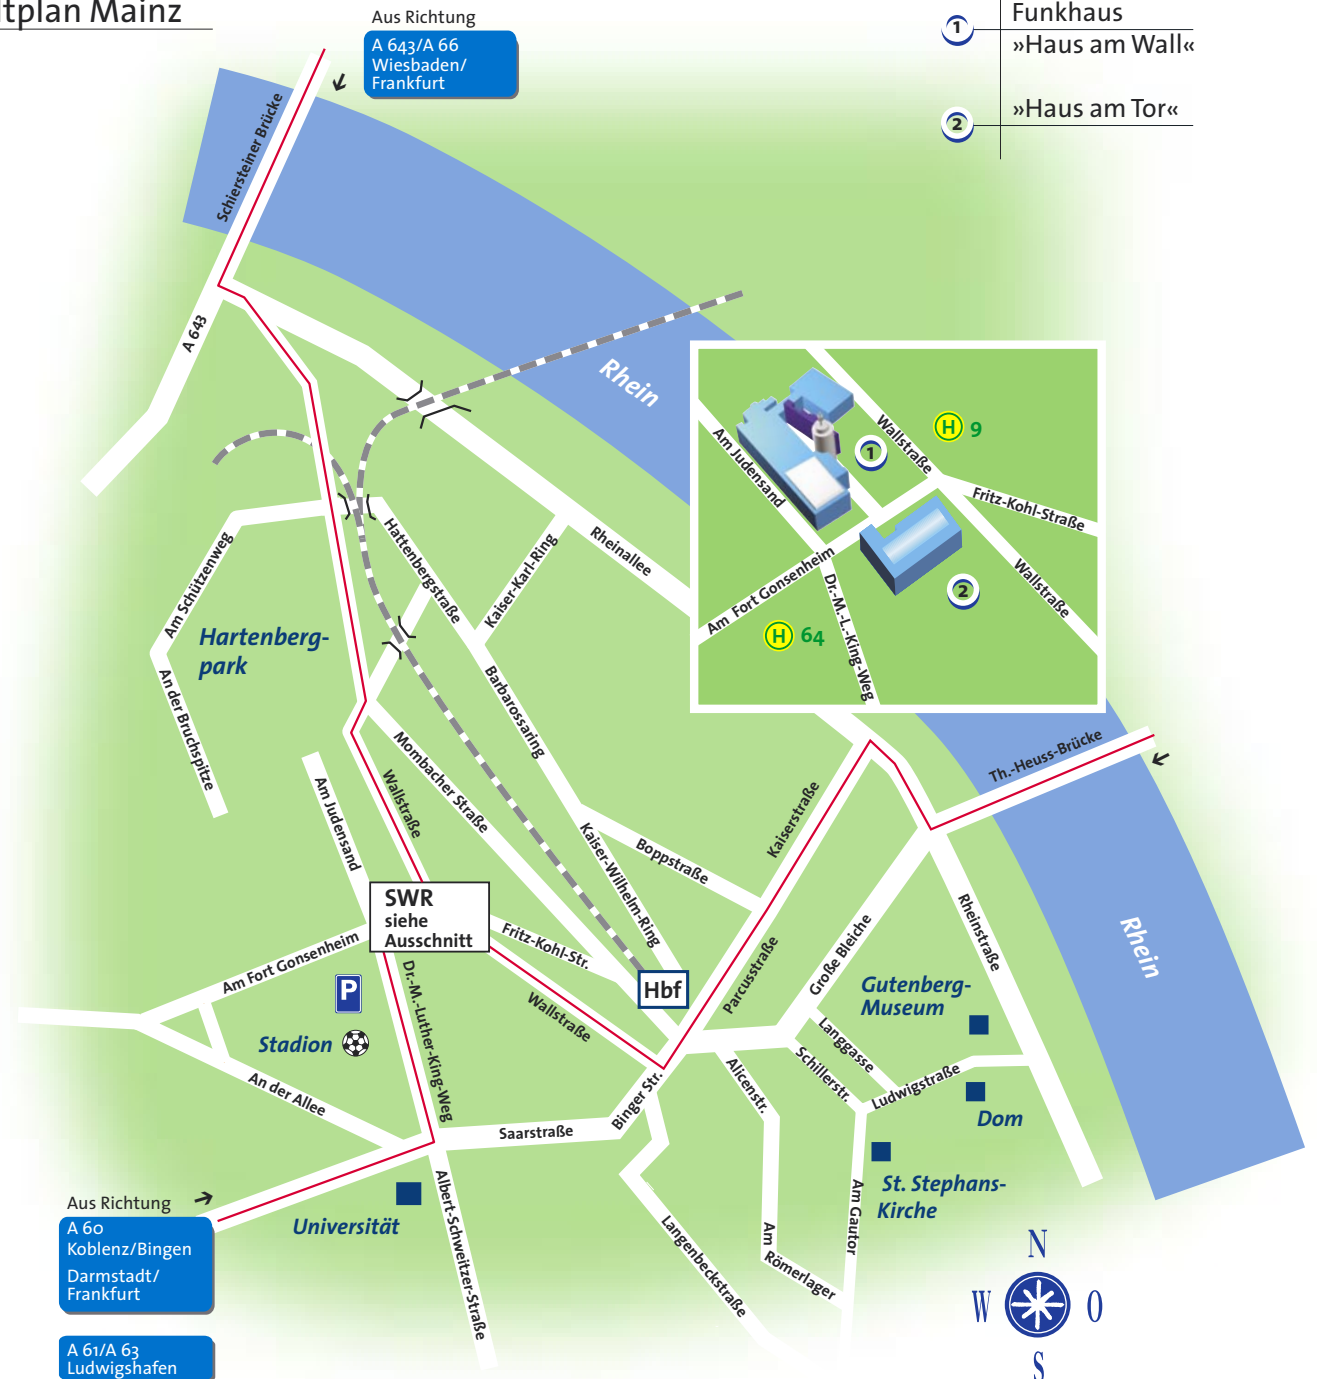 ltplan Mainz
Aus Richtung
A 643/A 66
Wiesbaden/
Frankfurt
1
Funkhaus
»Haus am Wall«
2
»Haus am Tor«
Schiersteiner Brücke
A 643
Rhein
Am Judensand
Wallstraße
H 9
1
Fritz-Kohl-Straße
Am Fort Gonsenheim
Wallstraße
2
H 64
Dr.-M.-L.-King-Weg
Rheinallee
Kaiser-Karl-Ring
Hattenbergstraße
Am Schützenweg
Hartenberg-
park
An der Bruchspitze
Barbarossaring
Mombacher Straße
Wallstraße
Am Judensand
Th.-Heuss-Brücke
Kaiserstraße
Boppstraße
Kaiser-Wilhelm-Ring
SWR
siehe
Ausschnitt
Fritz-Kohl-Str.
Am Fort Gonsenheim
Hbf
Parcusstraße
Große Bleiche
Rheinstraße
Rhein
P
Stadion
Dr.-M.-Luther-King-Weg
Wallstraße
Gutenberg-
Museum
Langgasse
Schillerstr.
Ludwigstraße
Alicenstr.
An der Allee
Binger Str.
Saarstraße
Dom
St. Stephans-
Kirche
Am Gautor
Am
Römerlager
Langenbeckstraße
Albert-Schweitzer-Straße
Universität
Aus Richtung
A 60
Koblenz/Bingen
Darmstadt/
Frankfurt
A 61/A 63
Ludwigshafen
N
W O
S